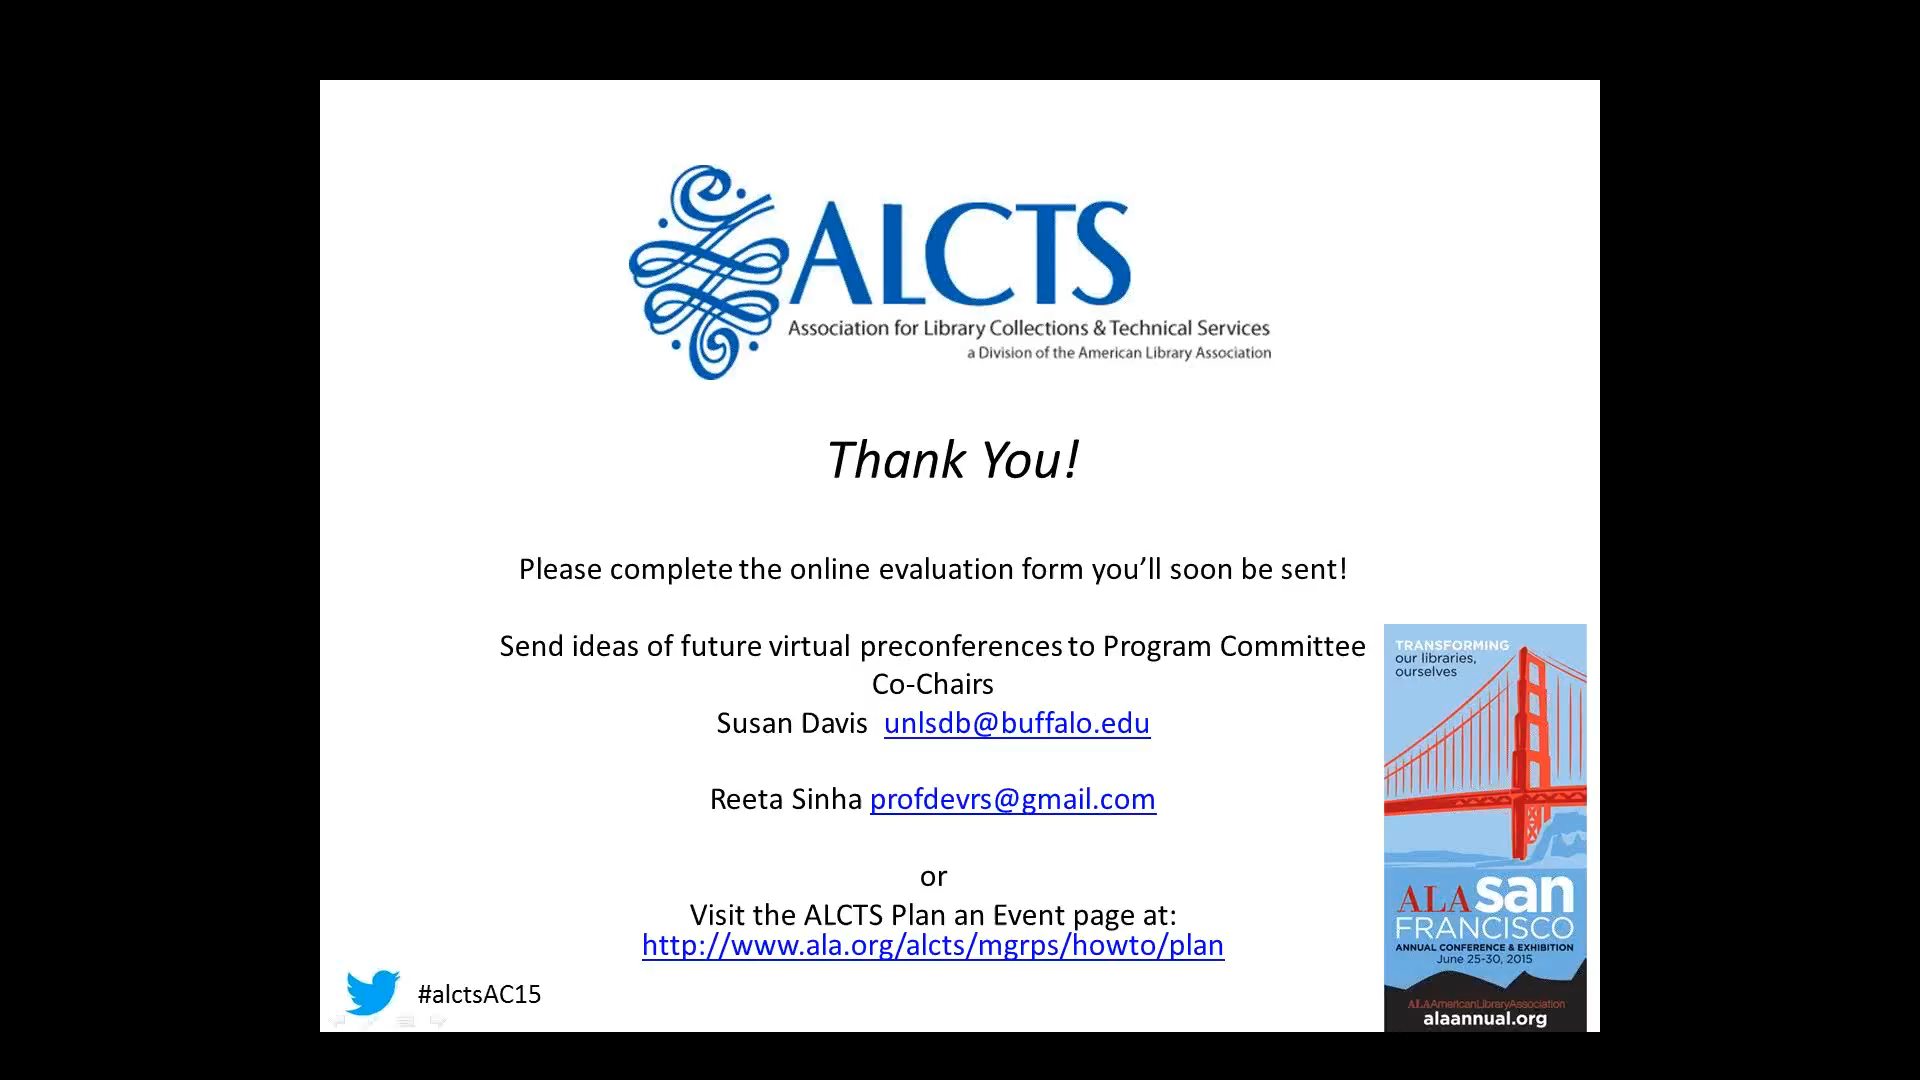 ALCTS
Association for Library Collections & Technical Services
a Division of the American Library Association
Thank You!
Please complete the online evaluation form you’ll soon be sent!
Send ideas of future virtual preconferences to Program Committee
Co-Chairs
Susan Davis unlsdb@buffalo.edu
Reeta Sinha profdevrs@gmail.com
or
Visit the ALCTS Plan an Event page at:
http://www.ala.org/alcts/mgrps/howto/plan
#alctsAC15
TRANSFORMING
our libraries,
ourselves
ALA san
FRANCISCO
ANNUAL CONFERENCE & EXHIBITION
June 25-30, 2015
ALAAmericanLibraryAssociation
alaannual.org